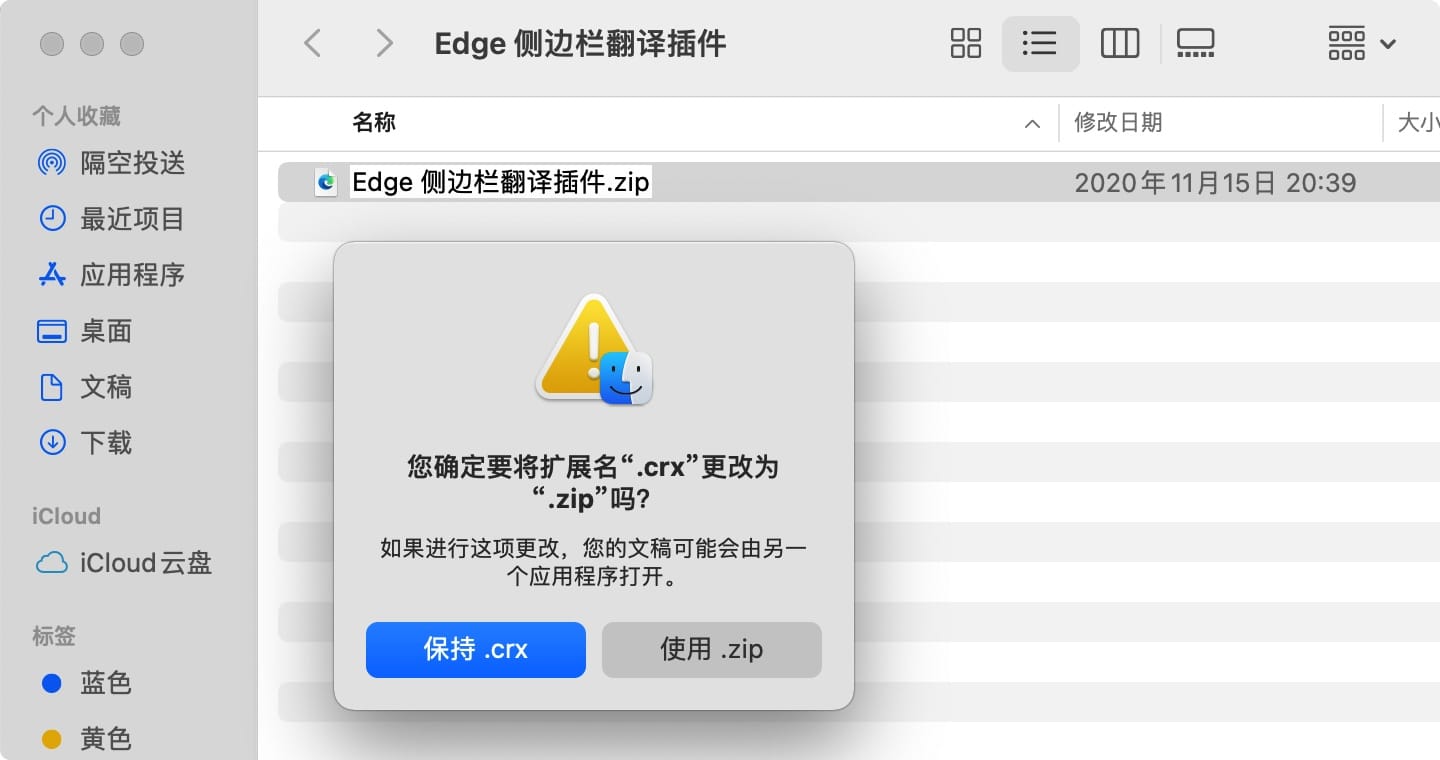 Edge 侧边栏翻译插件
个人收藏
隔空投送
最近项目
应用程序
桌面
文稿
下载
iCloud
iCloud云盘
标签
蓝色
黄色
名称
修改日期
大小
Edge 侧边栏翻译插件.zip
2020年11月15日 20:39
您确定要将扩展名“.crx”更改为
“.zip”吗?
如果进行这项更改，您的文稿可能会由另一
个应用程序打开。
保持 .crx
使用 .zip